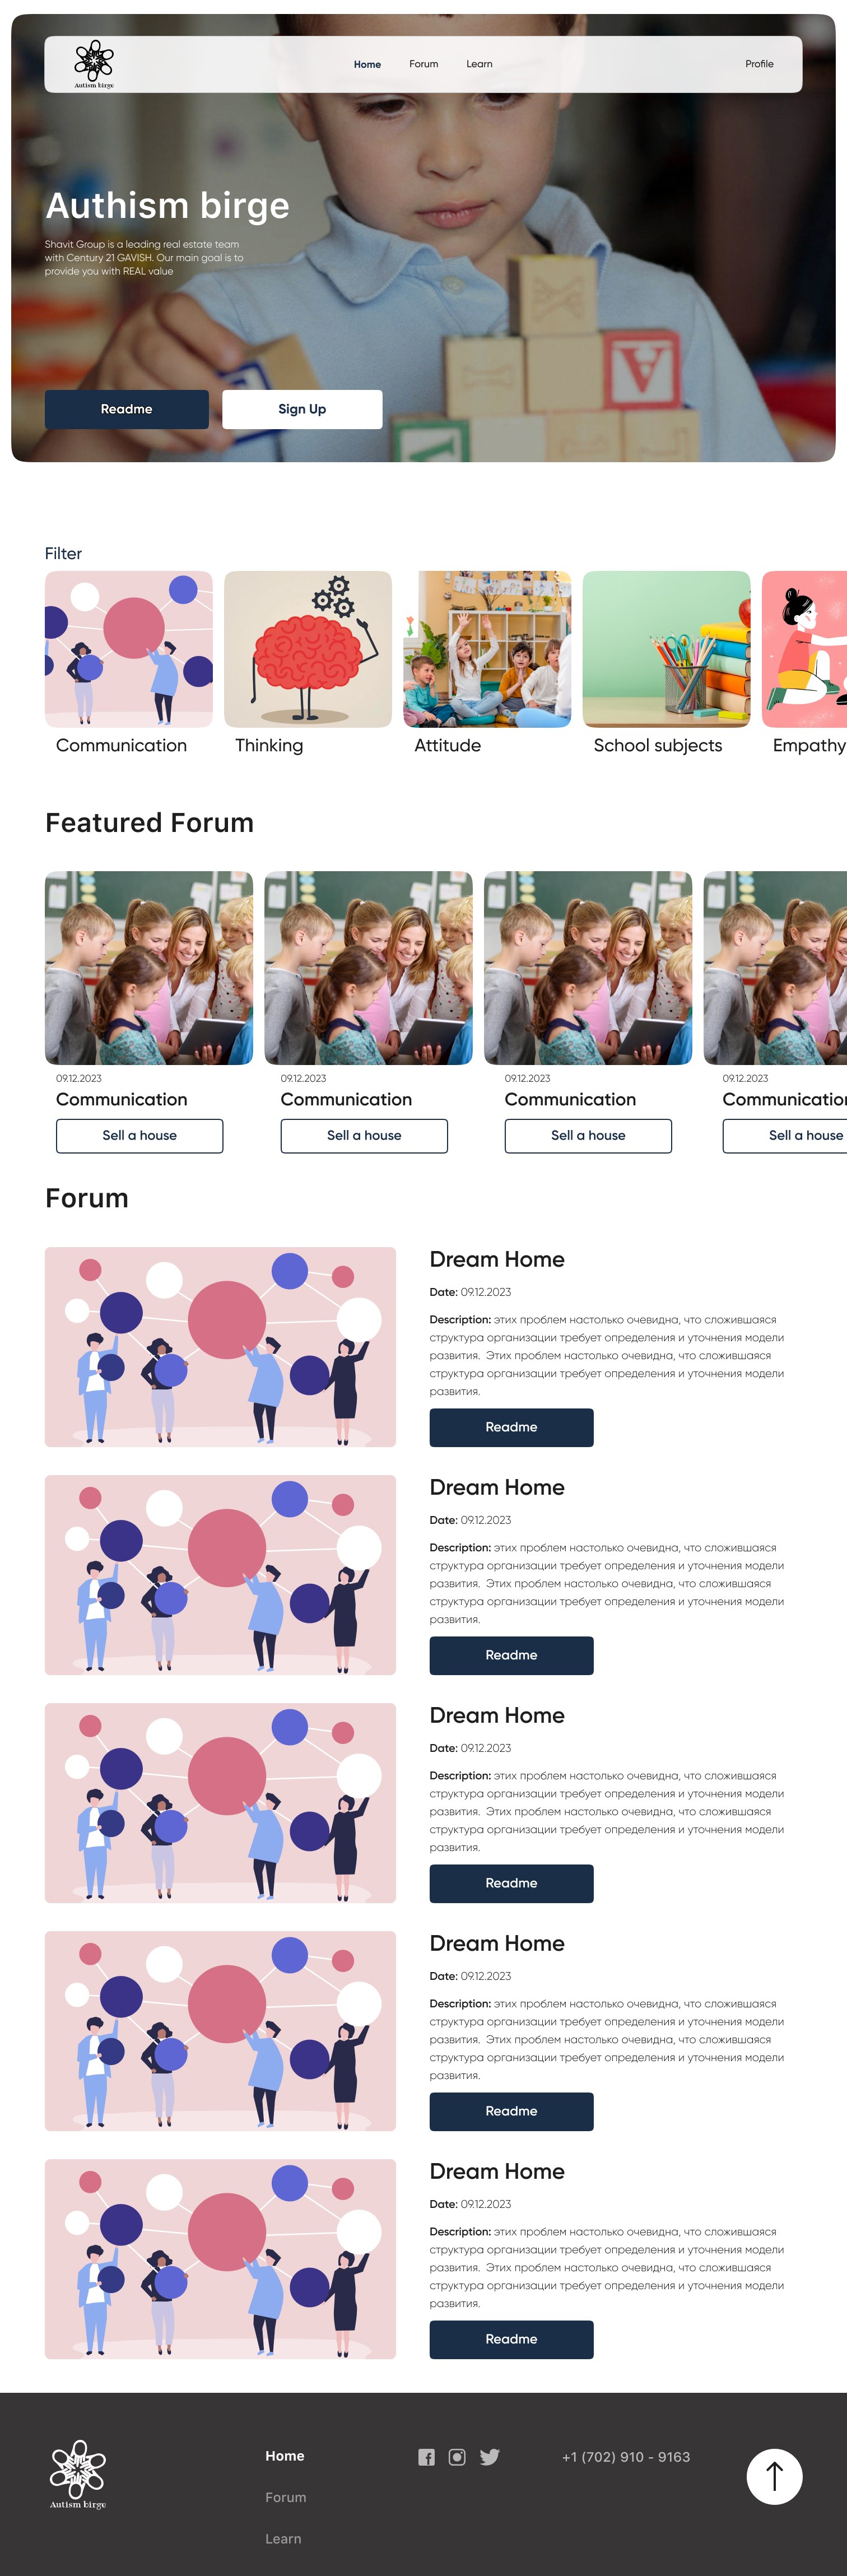 Autism birge
Home
Forum
Learn
Profile
Authism birge
Shavit Group is a leading real estate team
with Century 21 GAVISH. Our main goal is to
provide you with REAL value
Readme
Sign Up
A
Filter
Communication
Thinking
Attitude
School subjects
Empathy
Featured Forum
09.12.2023
Communication
Sell a house
09.12.2023
Communication
Sell a house
09.12.2023
Communication
Sell a house
09.12.2023
Communication
Sell a house
Forum
Dream Home
Date: 09.12.2023
Description: этих проблем настолько очевидна, что сложившаяся
структура организации требует определения и уточнения модели
развития. Этих проблем настолько очевидна, что сложившаяся
структура организации требует определения и уточнения модели
развития.
Readme
Dream Home
Date: 09.12.2023
Description: этих проблем настолько очевидна, что сложившаяся
структура организации требует определения и уточнения модели
развития. Этих проблем настолько очевидна, что сложившаяся
структура организации требует определения и уточнения модели
развития.
Readme
Dream Home
Date: 09.12.2023
Description: этих проблем настолько очевидна, что сложившаяся
структура организации требует определения и уточнения модели
развития. Этих проблем настолько очевидна, что сложившаяся
структура организации требует определения и уточнения модели
развития.
Readme
Dream Home
Date: 09.12.2023
Description: этих проблем настолько очевидна, что сложившаяся
структура организации требует определения и уточнения модели
развития. Этих проблем настолько очевидна, что сложившаяся
структура организации требует определения и уточнения модели
развития.
Readme
Dream Home
Date: 09.12.2023
Description: этих проблем настолько очевидна, что сложившаяся
структура организации требует определения и уточнения модели
развития. Этих проблем настолько очевидна, что сложившаяся
структура организации требует определения и уточнения модели
развития.
Readme
Autism birge
Home
Forum
Learn
+1 (702) 910 - 9163